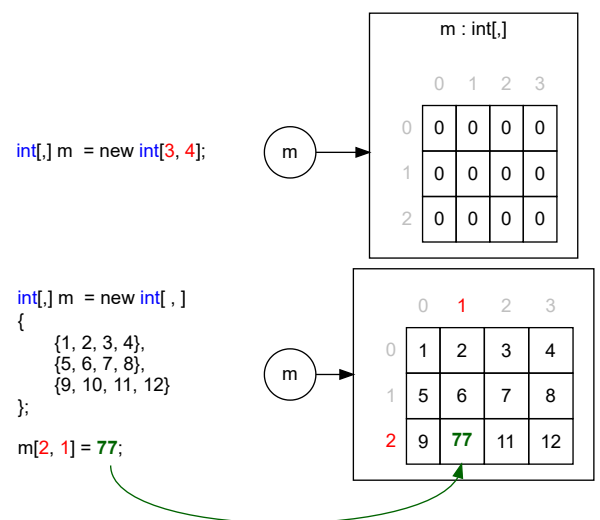 m : int[,]
0 1 2 3
0 0 0 0 0
int[,] m  = new int[3, 4];
m
1 0 0 0 0
2 0 0 0 0
int[,] m  = new int[ , ]
{
{1, 2, 3, 4},
{5, 6, 7, 8},
{9, 10, 11, 12}
};
m[2, 1] = 77;
m
0 1 2 3
0 1 2 3 4
1 5 6 7 8
2 9 77 11 12